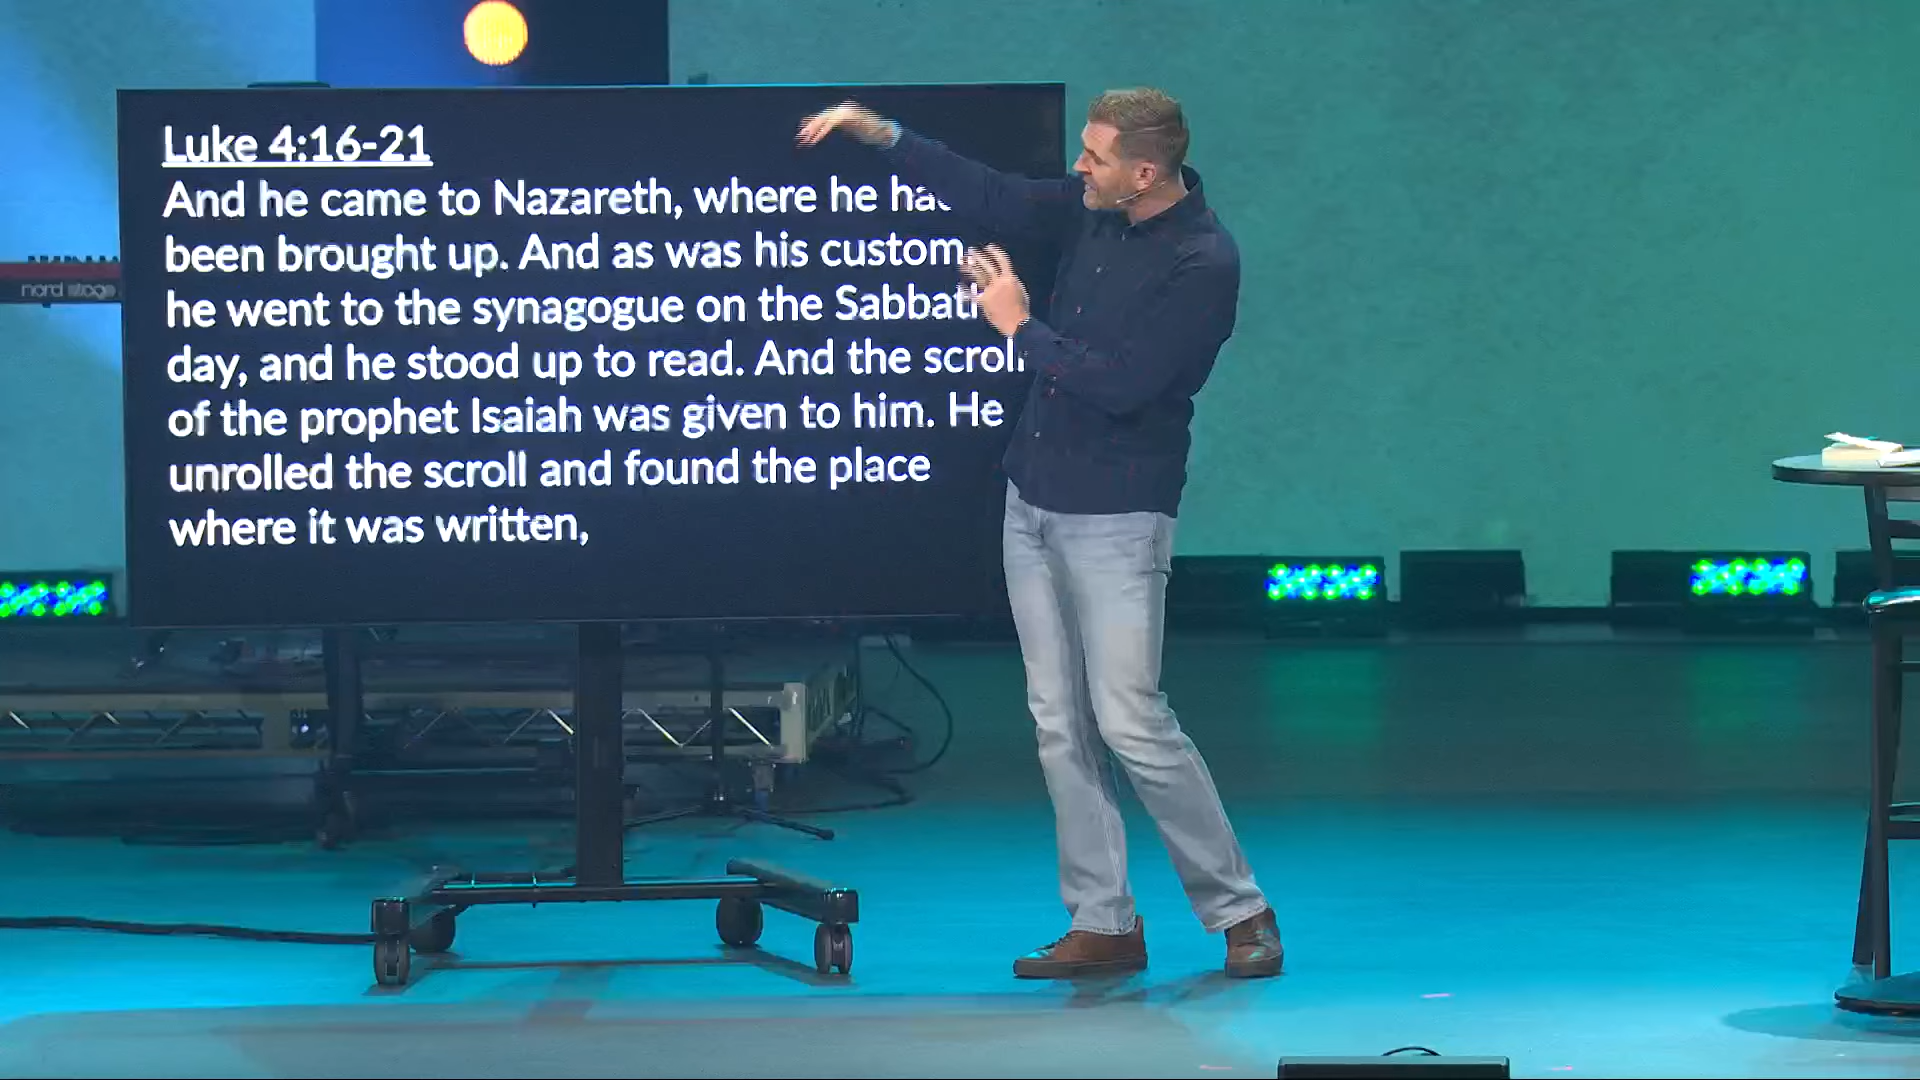 Luke 4:16-21
And he came to Nazareth, where he
been brought up. And as was his custom,
he went to the synagogue on the Sabbath
day, and he stood up to read. And the scroll
of the prophet Isaiah was given to him. He
unrolled the scroll and found the place
where it was written,
nord stage